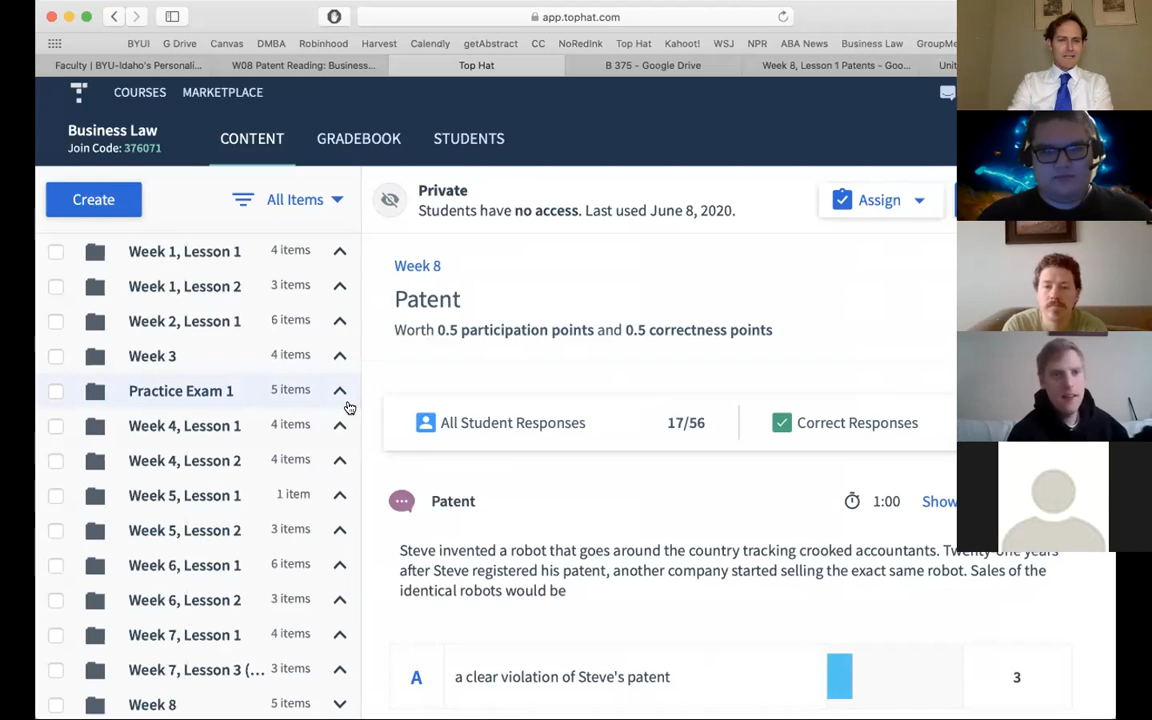 app.tophat.com
BYUI G Drive Canvas DMBA Robinhood Harvest Calendly getAbstract CC NoRedInk Top Hat Kahoot! WSJ NPR ABA News Business Law GroupMe
Faculty | BYU-Idaho's Personali... W08 Patent Reading: Business... Top Hat B 375 - Google Drive Week 8, Lesson 1 Patents - Goo... Unit
COURSES MARKETPLACE
Business Law
Join Code: 376071
CONTENT GRADEBOOK STUDENTS
Create
All Items
Week 1, Lesson 1 4 items
Week 1, Lesson 2 3 items
Week 2, Lesson 1 6 items
Week 3 4 items
Practice Exam 1 5 items
Week 4, Lesson 1 4 items
Week 4, Lesson 2 4 items
Week 5, Lesson 1 1 item
Week 5, Lesson 2 3 items
Week 6, Lesson 1 6 items
Week 6, Lesson 2 3 items
Week 7, Lesson 1 4 items
Week 7, Lesson 3 (... 3 items
Week 8
Private
Students have no access. Last used June 8, 2020.
Assign
Week 8
Patent
Worth 0.5 participation points and 0.5 correctness points
All Student Responses 17/56 Correct Responses
Patent 1:00 Show
Steve invented a robot that goes around the country tracking crooked accountants. Twenty-one years
after Steve registered his patent, another company started selling the exact same robot. Sales of the
identical robots would be
A a clear violation of Steve's patent 3